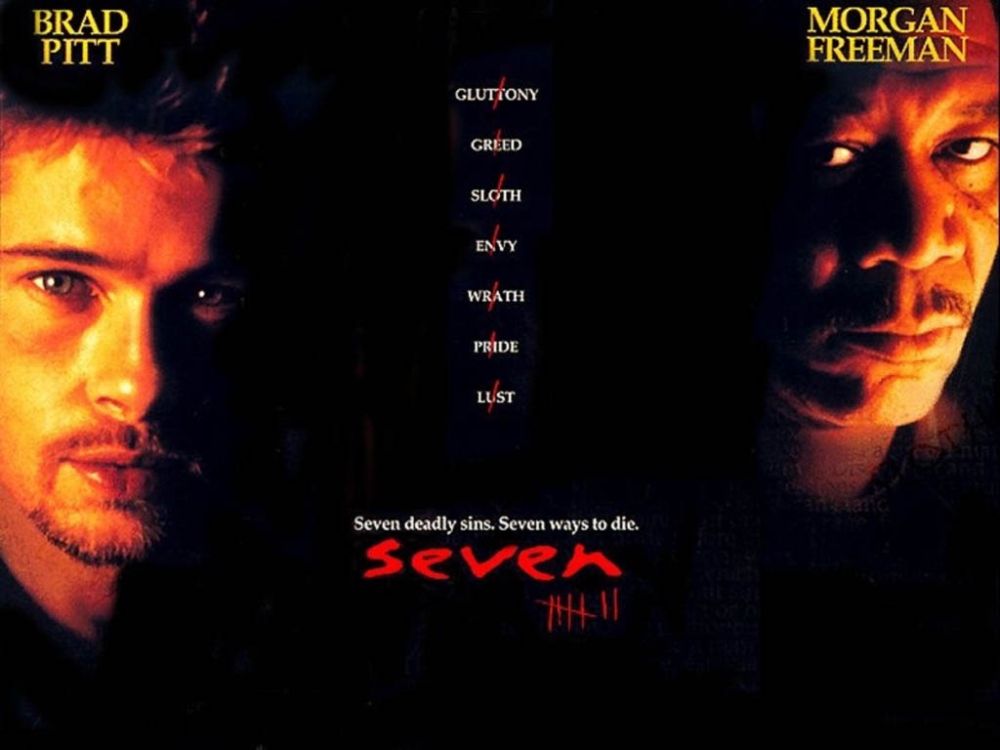 BRAD
PITT
MORGAN
FREEMAN
GLUTTONY
GREED
SLOTH
ENVY
WRATH
PRIDE
LUST
Seven deadly sins. Seven ways to die.
seven